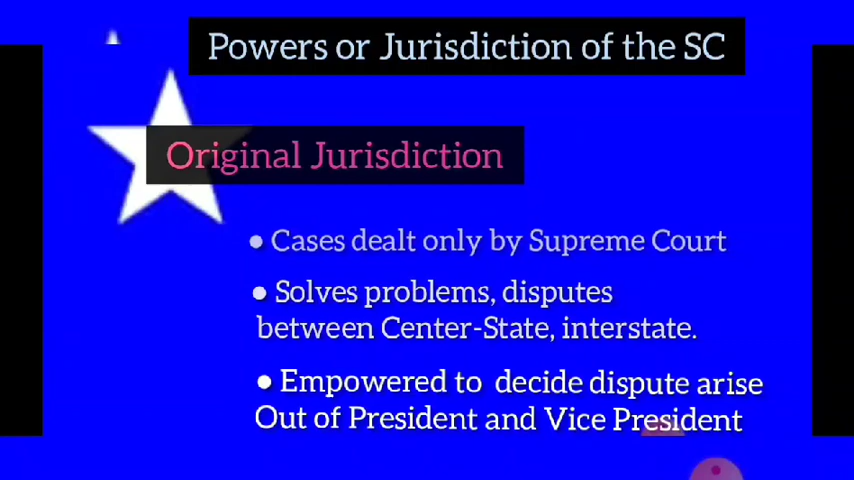 Powers or Jurisdiction of the SC
Original Jurisdiction
● Cases dealt only by Supreme Court
● Solves problems, disputes
between Center-State, interstate.
● Empowered to decide dispute arise
Out of President and Vice President